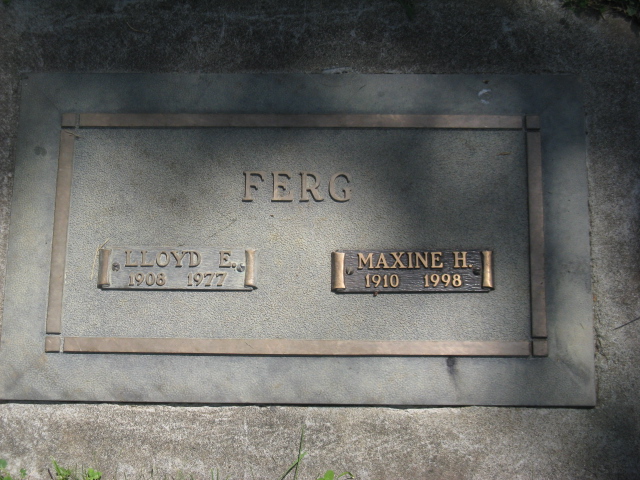 FERG
LLOYD E.
1908 1977
MAXINE H.
1910 1998